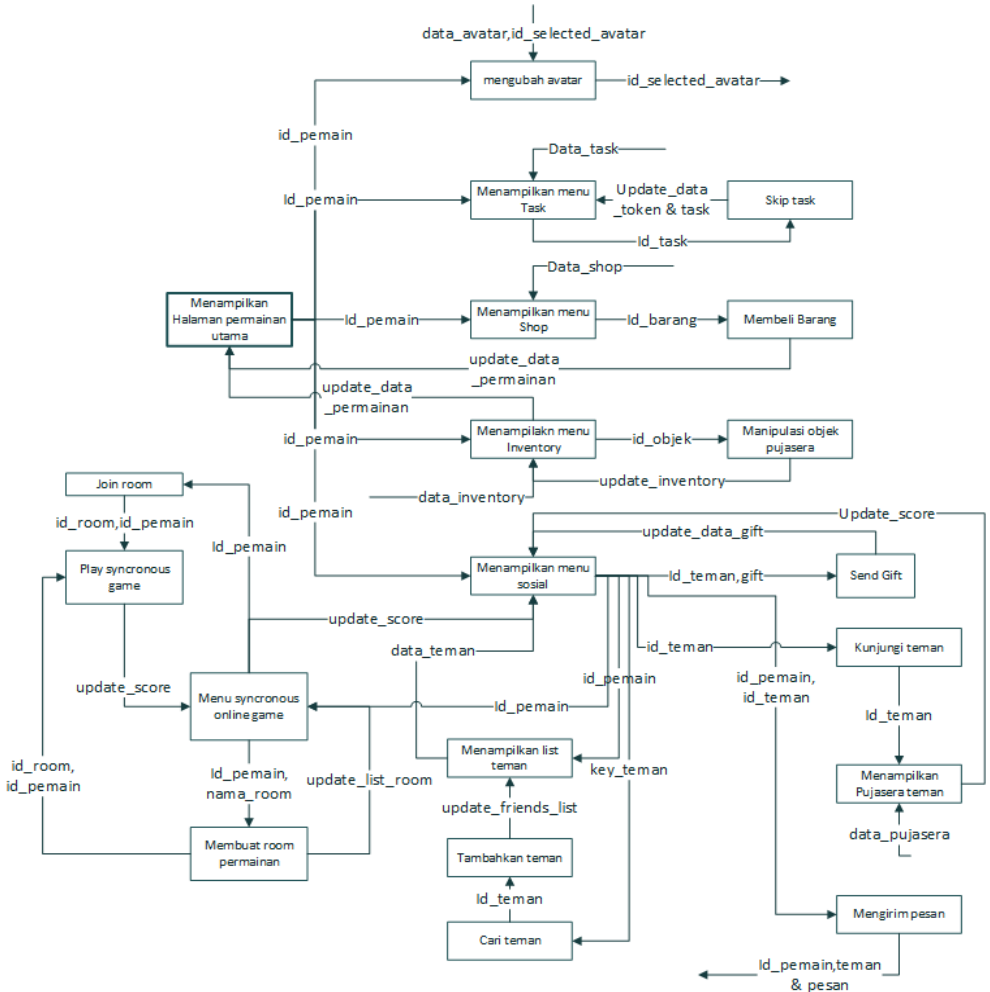 data_avatar,id_selected_avatar
mengubah avatar
id_selected_avatar
id_pemain
Data_task
Id_pemain
Menampilkan menu
Task
Update_data
_token & task
Skip task
Id_task
Data_shop
Menampilkan
Halaman permainan
utama
Id_pemain
Menampilkan menu
Shop
Id_barang
Membeli Barang
update_data
_permainan
update_data
_permainan
id_pemain
Menampilakn menu
Inventory
id_objek
Manipulasi objek
pujasera
update_inventory
data_inventory
Join room
id_pemain
Update_score
id_room,id_pemain
update_data_gift
Id_pemain
Play syncronous
game
Menampilkan menu
sosial
Id_teman,gift
Send Gift
update_score
data_teman
id_teman
Kunjungi teman
update_score
id_pemain
id_pemain,
id_teman
Menu syncronous
online game
Id_pemain
Id_teman
id_room,
id_pemain
Id_pemain,
nama_room
update_list_room
Menampilkan list
teman
key_teman
Menampilkan
Pujasera teman
update_friends_list
data_pujasera
Membuat room
permainan
Tambahkan teman
Id_teman
Cari teman
Mengirim pesan
Id_pemain,teman
& pesan